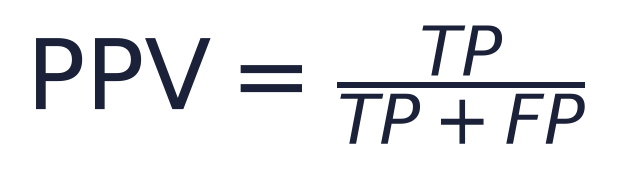 PPV = TP / (TP + FP)